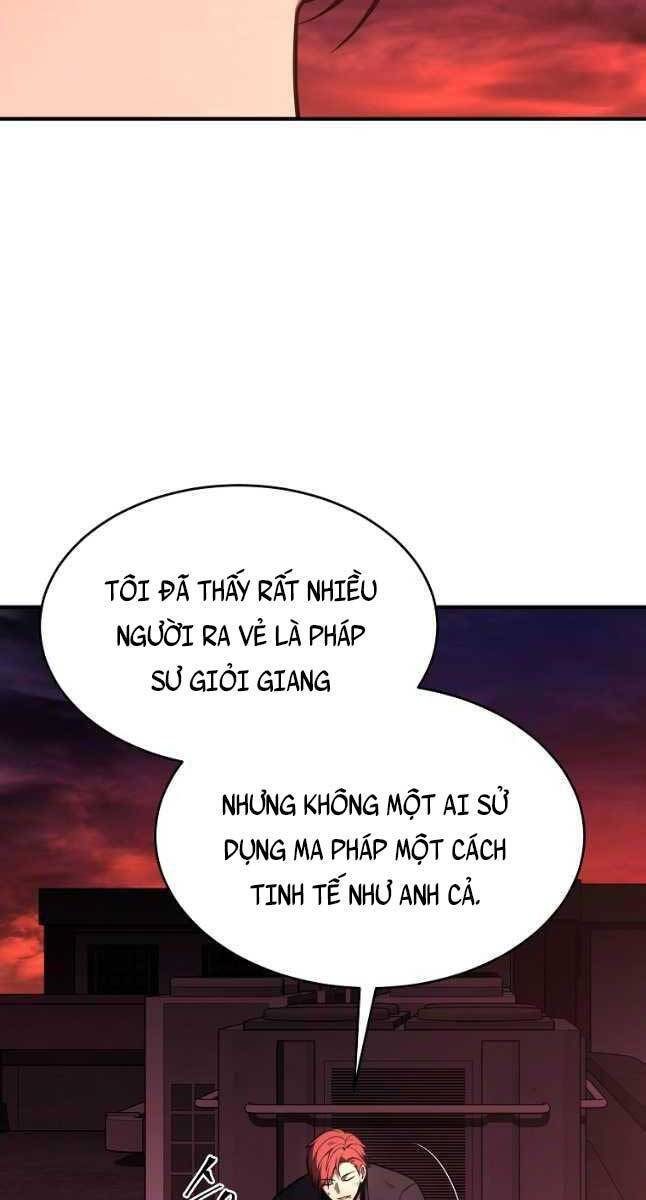 TÔI ĐÃ THẤY RẤT NHIỀU
NGƯỜI RA VẺ LÀ PHÁP
SƯ GIỎI GIANG
NHƯNG KHÔNG MỘT AI SỬ
DỤNG MA PHÁP MỘT CÁCH
TINH TẾ NHƯ ANH CẢ.